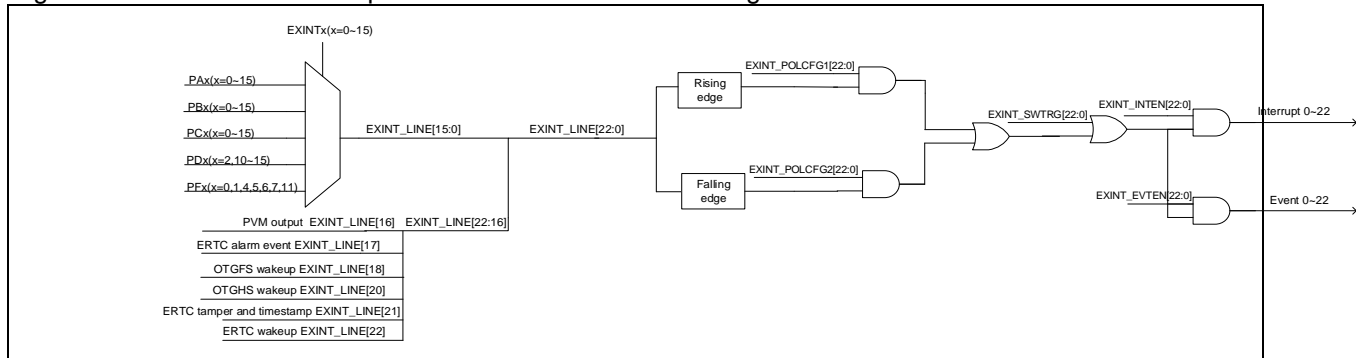 EXINTx(x=0~15)
PAx(x=0~15)
PBx(x=0~15)
PCx(x=0~15)
PDx(x=2,10~15)
PFx(x=0,1,4,5,6,7,11)
EXINT_LINE[15:0]
EXINT_LINE[22:0]
PVM output EXINT_LINE[16]
EXINT_LINE[22:16]
ERTC alarm event EXINT_LINE[17]
OTGFS wakeup EXINT_LINE[18]
OTGHS wakeup EXINT_LINE[20]
ERTC tamper and timestamp EXINT_LINE[21]
ERTC wakeup EXINT_LINE[22]
Rising
edge
Falling
edge
EXINT_POLCFG1[22:0]
EXINT_POLCFG2[22:0]
EXINT_SWTRG[22:0]
EXINT_INTEN[22:0]
Interrupt 0~22
EXINT_EVTEN[22:0]
Event 0~22